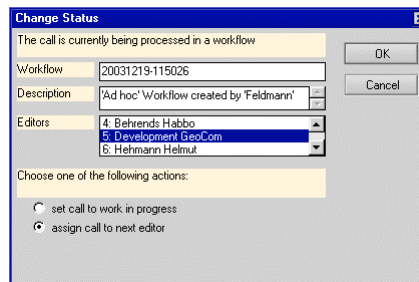 Change Status
The call is currently being processed in a workflow
OK
Workflow
20031219-115026
Cancel
Description
'Ad hoc' Workflow created by 'Feldmann'
Editors
4: Behrends Habbo
5: Development GeoCom
6: Hehmann Helmut
Choose one of the following actions:
set call to work in progress
assign call to next editor